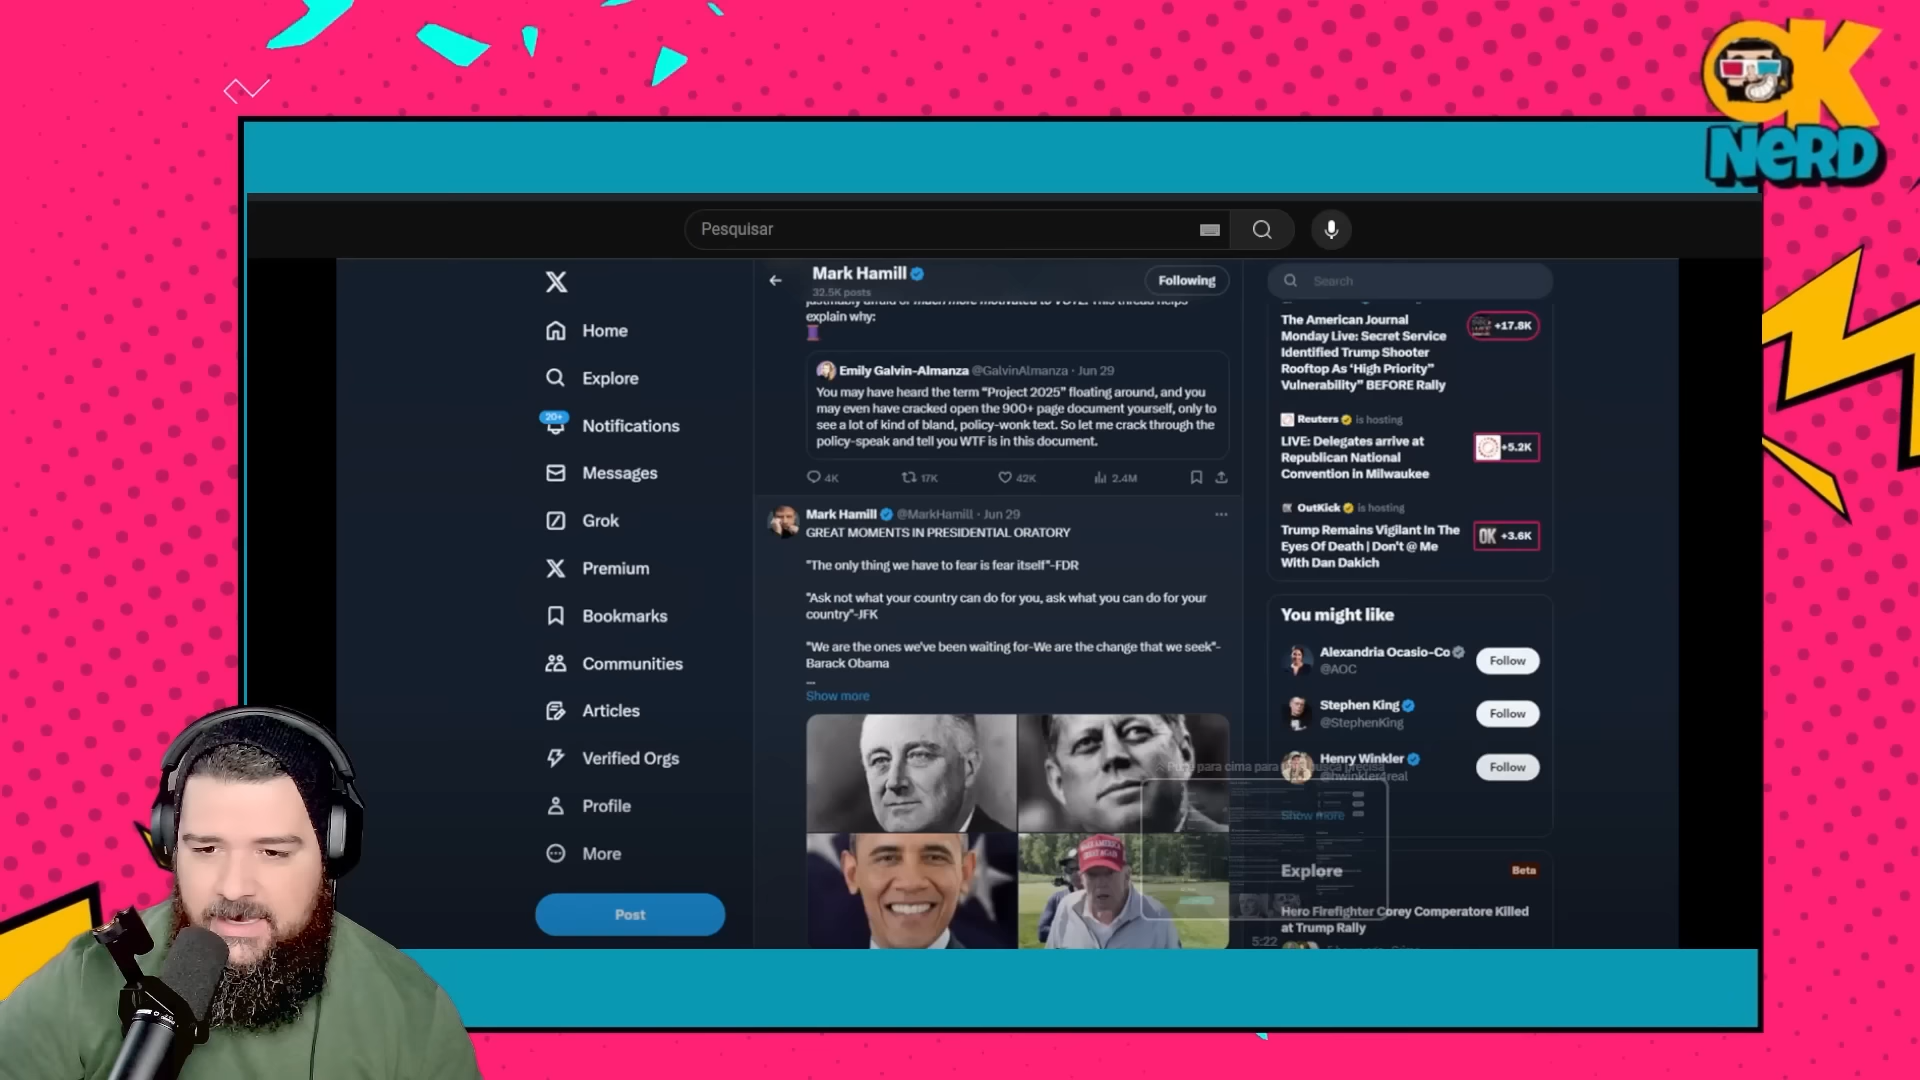 OK
NeRD
Pesquisar
Mark Hamill
32.5K posts
Following
Search
explain why:
Emily Galvin-Almanza @GalvinAlmanza · Jun 29
You may have heard the term "Project 2025" floating around, and you
may even have cracked open the 900+ page document yourself, only to
see a lot of kind of bland, policy-wonk text. So let me crack through the
policy-speak and tell you WTF is in this document.
4K 17K 42K 2.4M
Mark Hamill @MarkHamill · Jun 29
GREAT MOMENTS IN PRESIDENTIAL ORATORY
"The only thing we have to fear is fear itself"-FDR
"Ask not what your country can do for you, ask what you can do for your
country"-JFK
"We are the ones we've been waiting for-We are the change that we seek"-
Barack Obama
...
Show more
Home
Explore
20+
Notifications
Messages
Grok
Premium
Bookmarks
Communities
Articles
Verified Orgs
Profile
More
Post
The American Journal
Monday Live: Secret Service
Identified Trump Shooter
Rooftop As 'High Priority"
Vulnerability" BEFORE Rally
+17.8K
Reuters is hosting
LIVE: Delegates arrive at
Republican National
Convention in Milwaukee
+5.2K
OutKick is hosting
Trump Remains Vigilant In The
Eyes Of Death | Don't @ Me
With Dan Dakich
OK +3.6K
You might like
Alexandria Ocasio-Co
@AOC
Follow
Stephen King
@StephenKing
Follow
Henry Winkler
@hwinkler4real
Follow
Show more
Explore
Beta
Hero Firefighter Corey Comperatore Killed
at Trump Rally
5:22